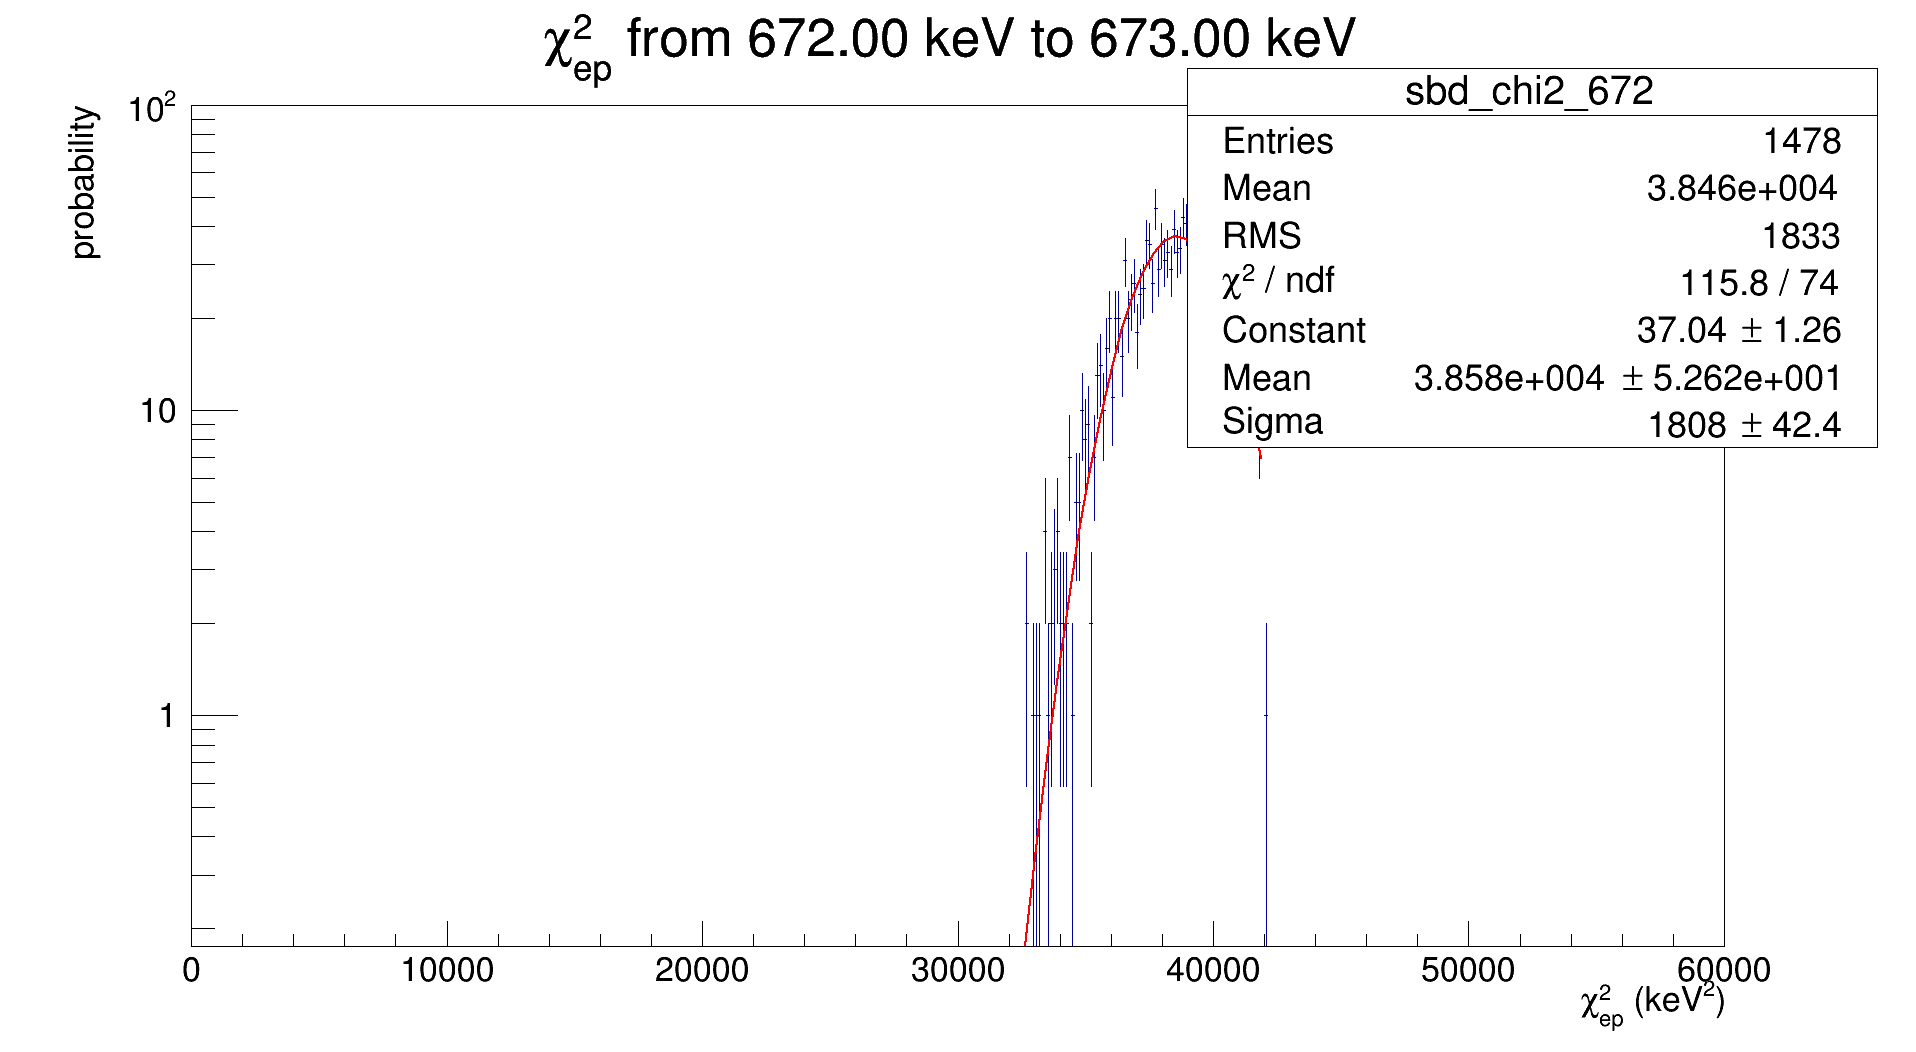 χ²ep from 672.00 keV to 673.00 keV
sbd_chi2_672
Entries 1478
Mean 3.846e+004
RMS 1833
χ² / ndf 115.8 / 74
Constant 37.04 ± 1.26
Mean 3.858e+004 ± 5.262e+001
Sigma 1808 ± 42.4
probability
10²
10
1
0 10000 20000 30000 40000 50000 60000
χ²ep (keV²)